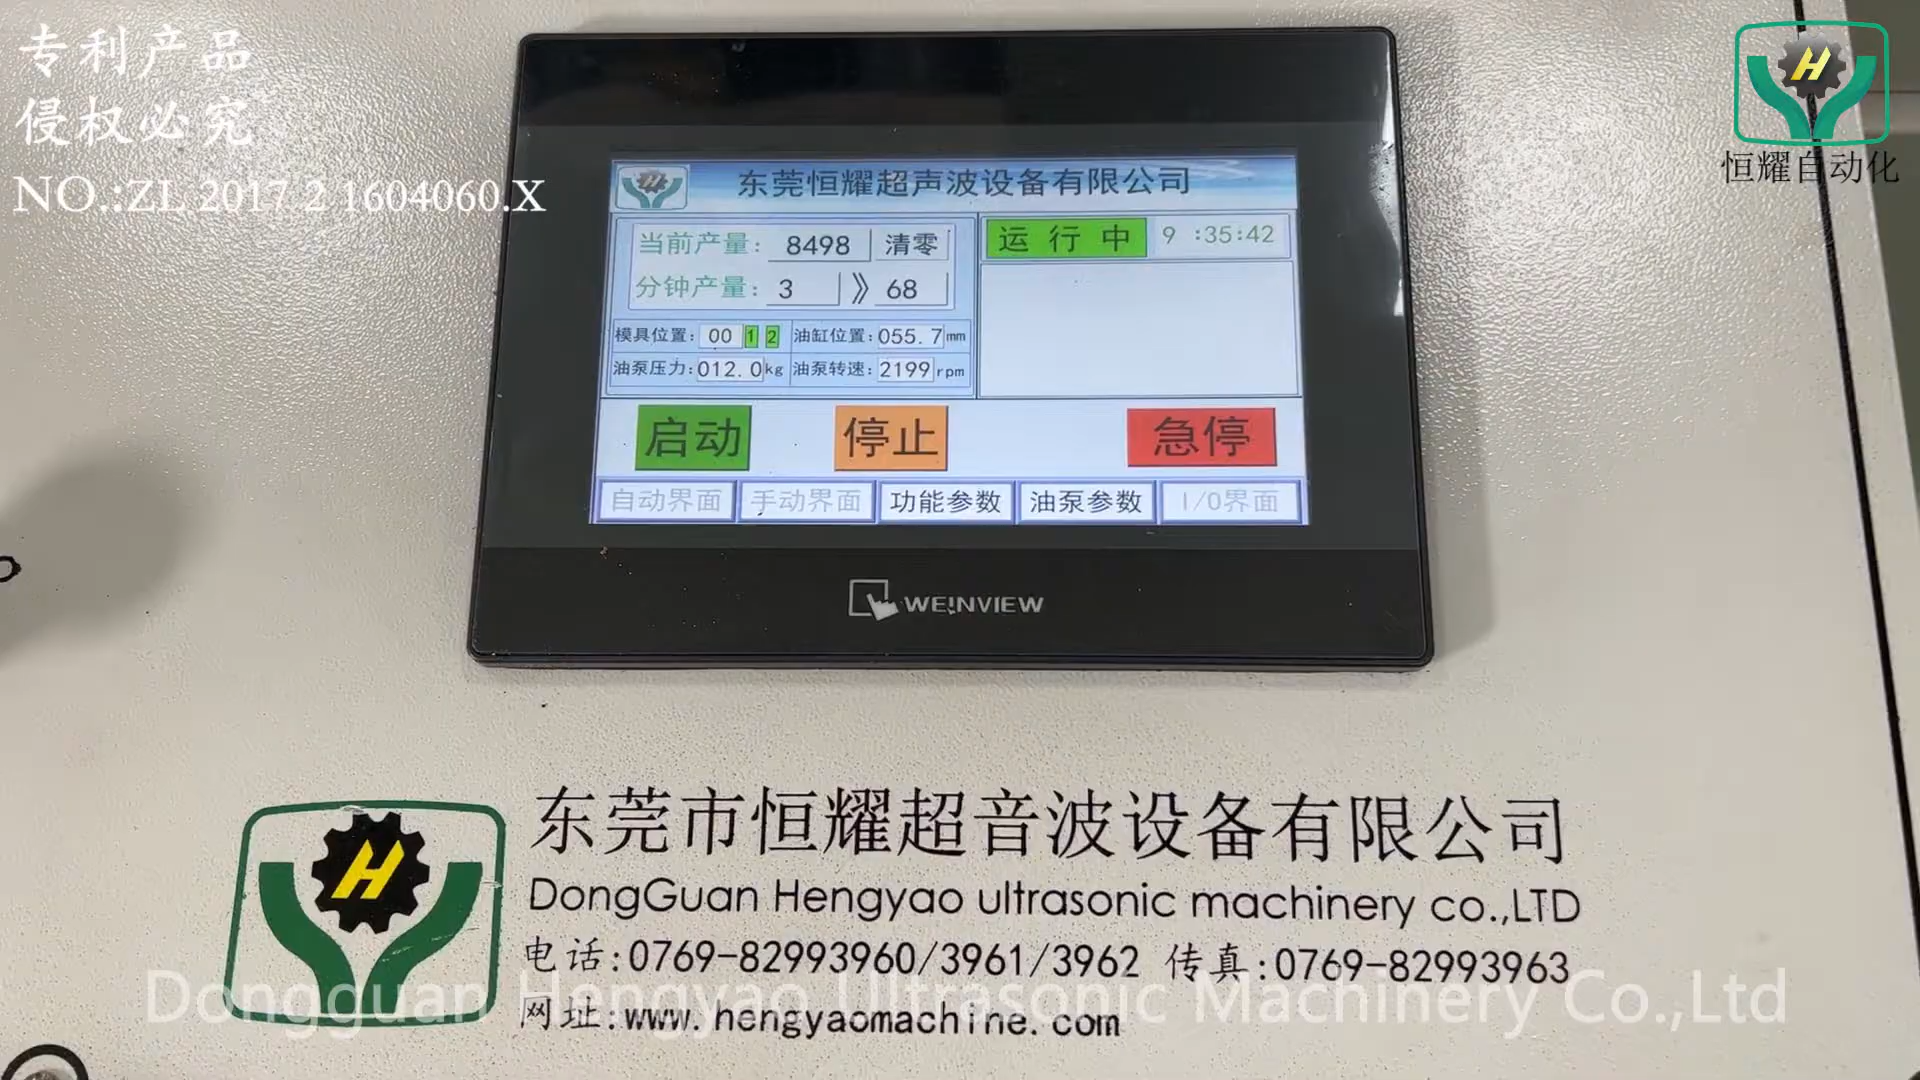 专利产品
侵权必究
NO.:ZL 2017 2 1604060.X
H
恒耀自动化
H
东莞恒耀超声波设备有限公司
当前产量: 8498 清零
运行中 9 :35:42
分钟产量: 3 》 68
模具位置: 00 1 2 油缸位置: 055.7 mm
油泵压力: 012.0 kg 油泵转速: 2199 rpm
启动 停止 急停
自动界面 手动界面 功能参数 油泵参数 I/O界面
WEINVIEW
H
东莞市恒耀超音波设备有限公司
DongGuan Hengyao ultrasonic machinery co.,LTD
电话:0769-82993960/3961/3962 传真:0769-82993963
Dongguan Hengyao Ultrasonic Machinery Co.,Ltd
网址:www.hengyaomachine.com